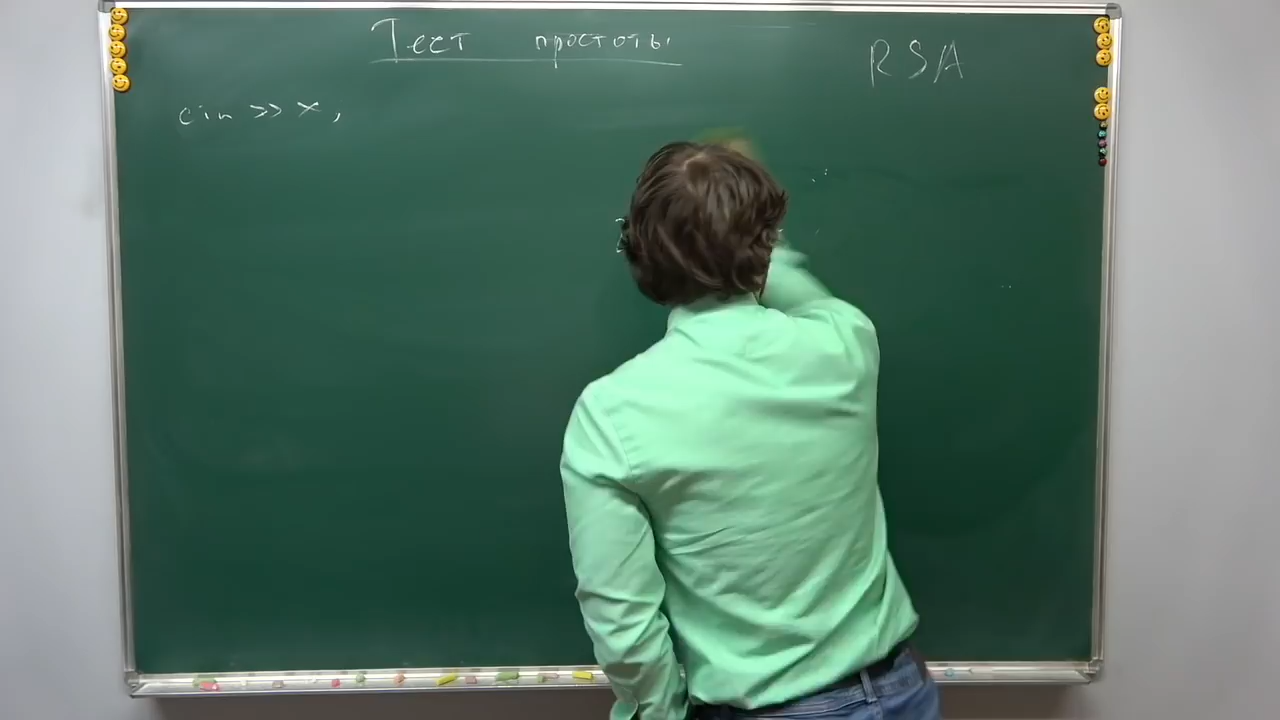 Тест простоты
RSA
cin >> x,